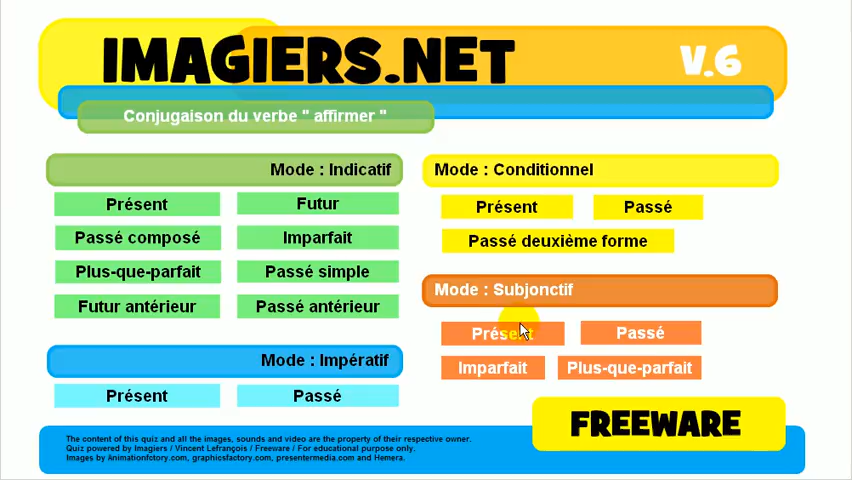 IMAGIERS.NET
V.6
Conjugaison du verbe " affirmer "
Mode : Indicatif
Présent
Futur
Passé composé
Imparfait
Plus-que-parfait
Passé simple
Futur antérieur
Passé antérieur
Mode : Impératif
Présent
Passé
Mode : Conditionnel
Présent
Passé
Passé deuxième forme
Mode : Subjonctif
Présent
Passé
Imparfait
Plus-que-parfait
FREEWARE
The content of this quiz and all the images, sounds and video are the property of their respective owner.
Quiz powered by Imagiers / Vincent Lefrançois / Freeware / For educational purpose only.
Images by Animationfctory.com, graphicsfactory.com, presentermedia.com and Hemera.